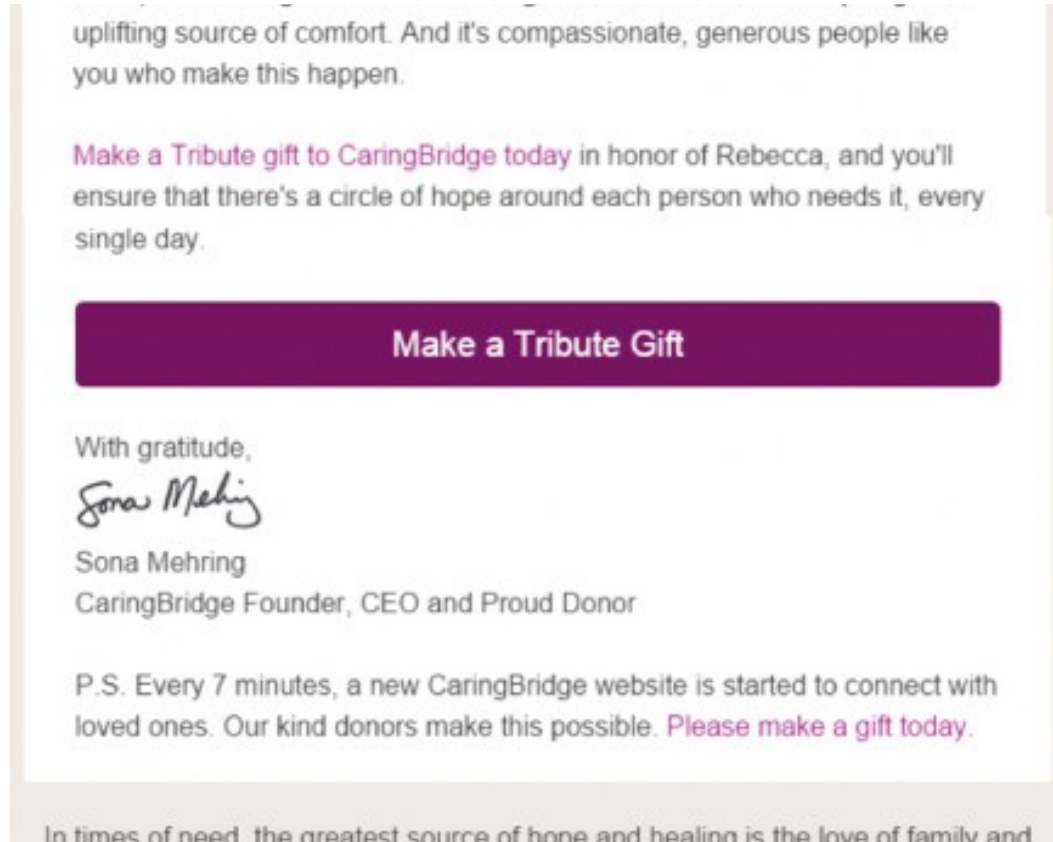 uplifting source of comfort. And it's compassionate, generous people like
you who make this happen.
Make a Tribute gift to CaringBridge today in honor of Rebecca, and you'll
ensure that there's a circle of hope around each person who needs it, every
single day.
Make a Tribute Gift
With gratitude,
Sona Mehring
Sona Mehring
CaringBridge Founder, CEO and Proud Donor
P.S. Every 7 minutes, a new CaringBridge website is started to connect with
loved ones. Our kind donors make this possible. Please make a gift today.
In times of need, the greatest source of hope and healing is the love of family and